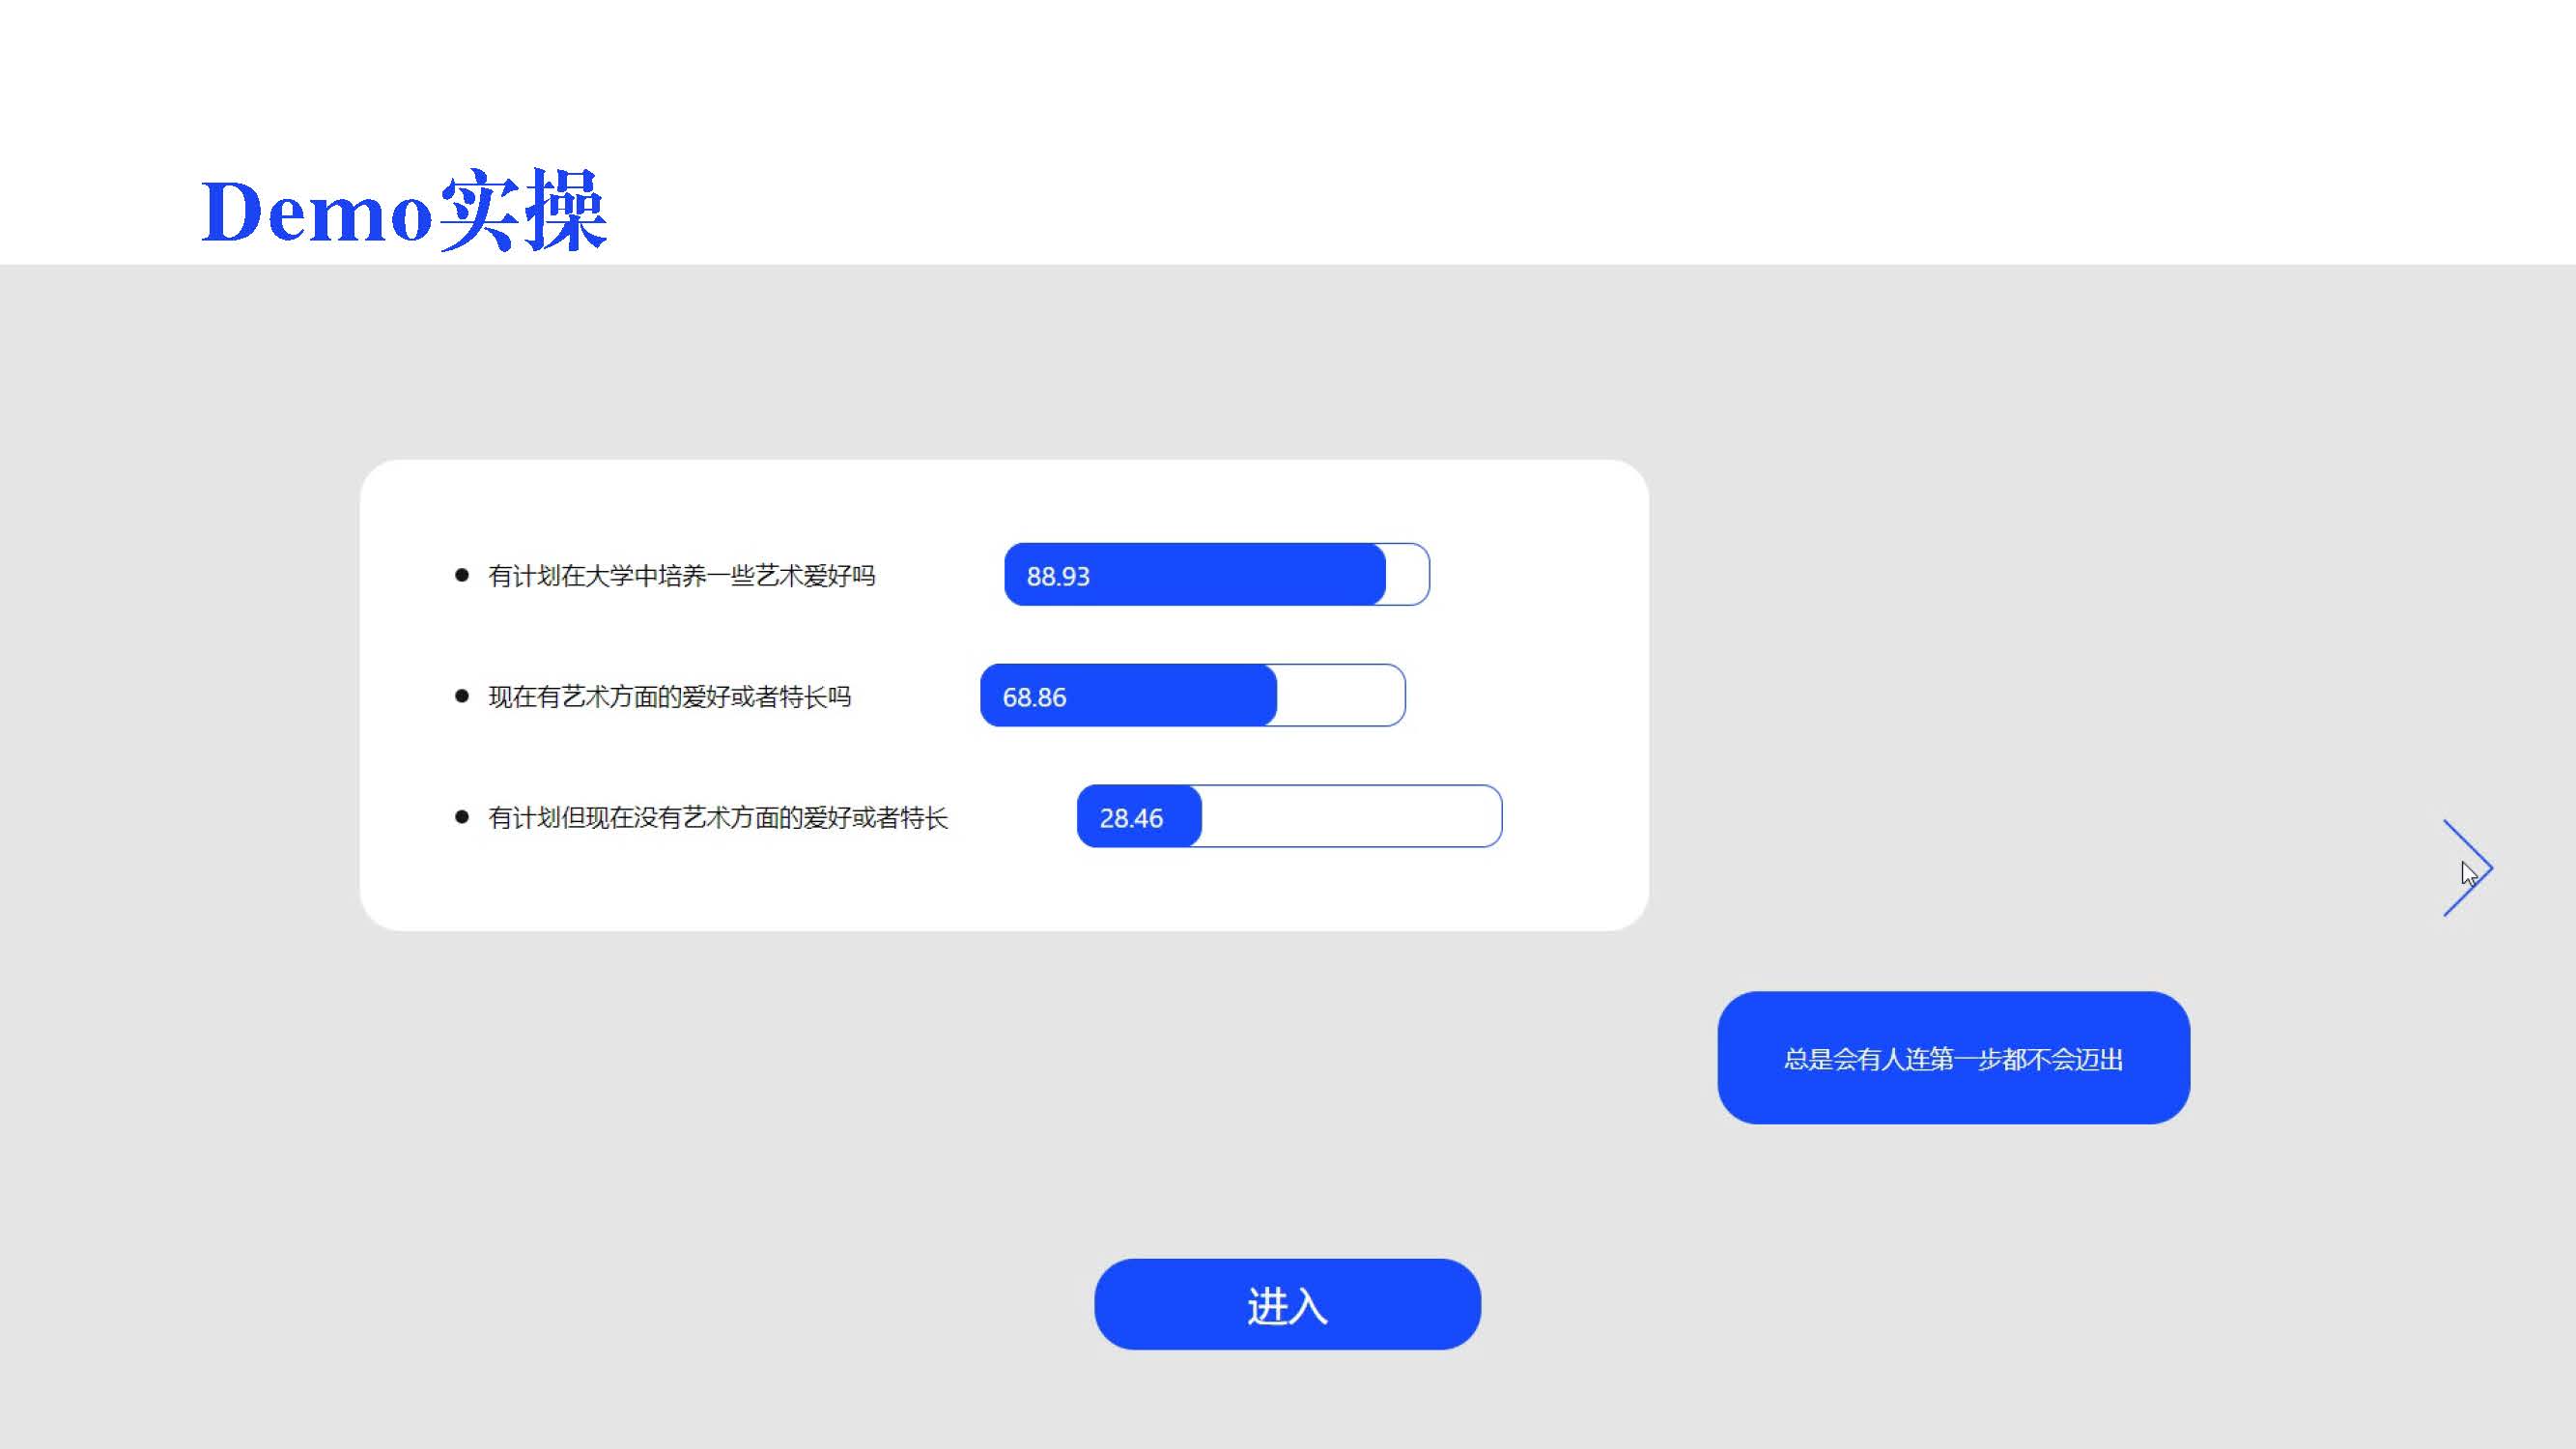 Demo实操
有计划在大学中培养一些艺术爱好吗 88.93
现在有艺术方面的爱好或者特长吗 68.86
有计划但现在没有艺术方面的爱好或者特长 28.46
总是会有人连第一步都不会迈出
进入